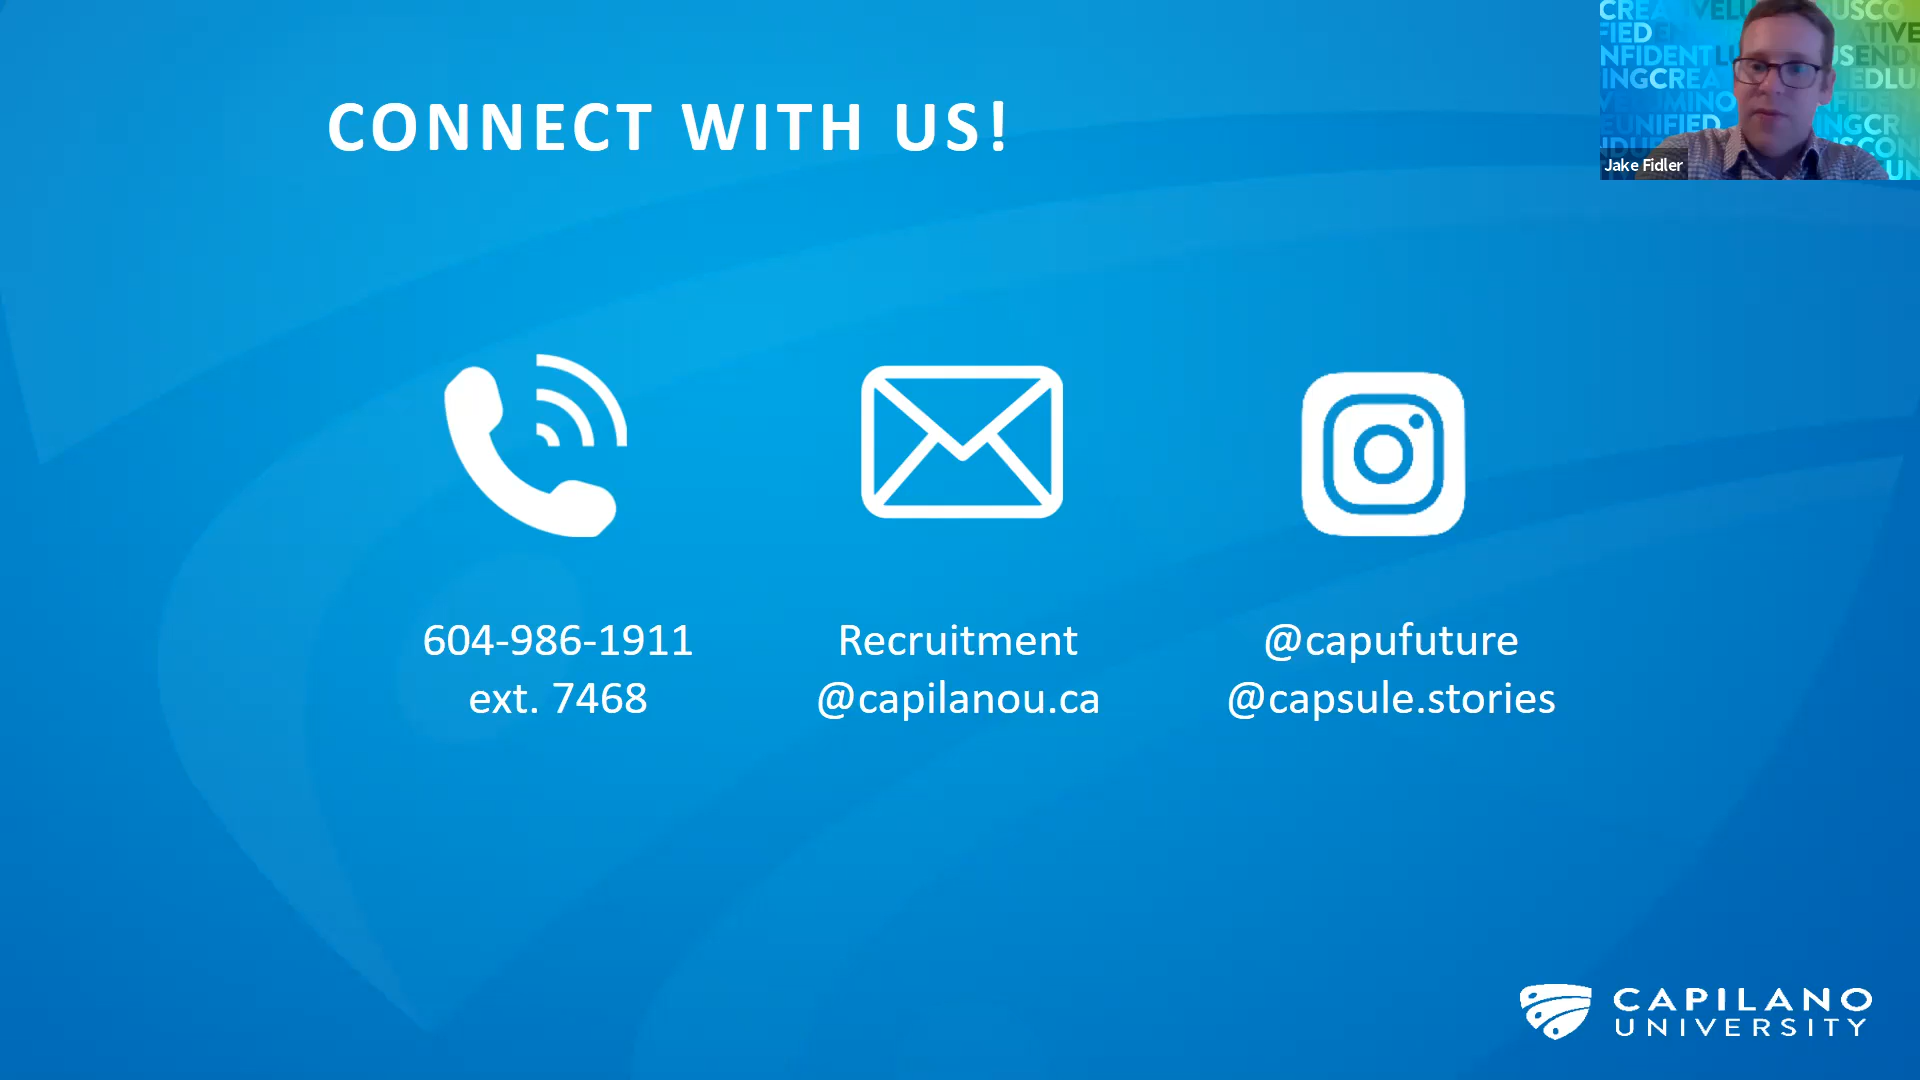 CONNECT WITH US!
Jake Fidler
604-986-1911
ext. 7468
Recruitment
@capilanou.ca
@capufuture
@capsule.stories
CAPILANO
UNIVERSITY